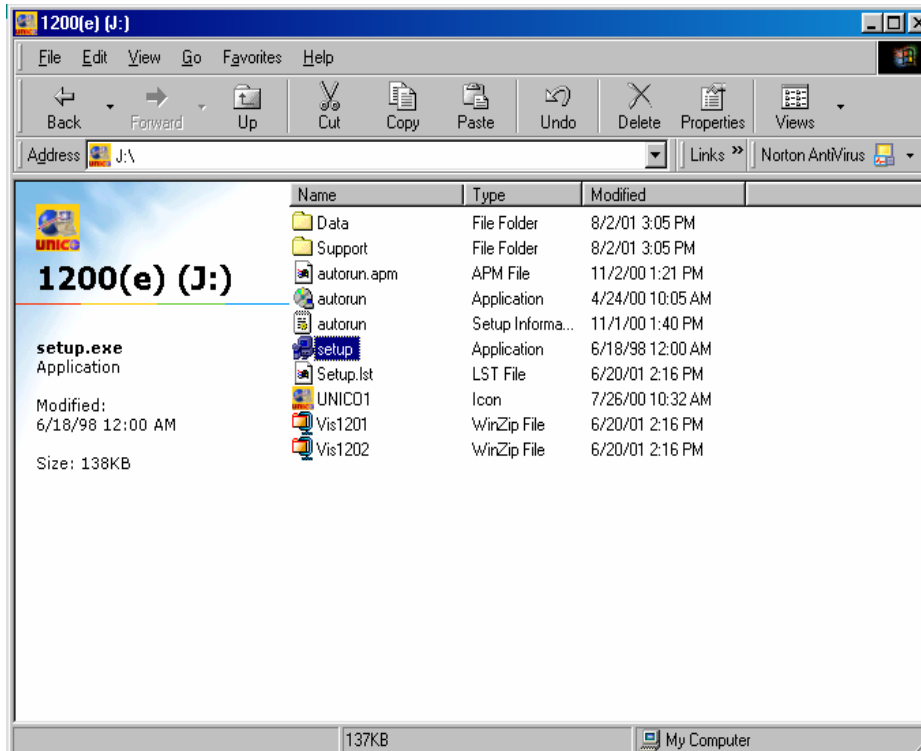 1200(e) (J:)
File Edit View Go Favorites Help
Back Forward Up Cut Copy Paste Undo Delete Properties Views
Address J:\ Links » Norton AntiVirus
UNICO
1200(e) (J:)
setup.exe
Application
Modified:
6/18/98 12:00 AM
Size: 138KB
Name Type Modified
Data File Folder 8/2/01 3:05 PM
Support File Folder 8/2/01 3:05 PM
autorun.apm APM File 11/2/00 1:21 PM
autorun Application 4/24/00 10:05 AM
autorun Setup Informa... 11/1/00 1:40 PM
setup Application 6/18/98 12:00 AM
Setup.lst LST File 6/20/01 2:16 PM
UNICO1 Icon 7/26/00 10:32 AM
Vis1201 WinZip File 6/20/01 2:16 PM
Vis1202 WinZip File 6/20/01 2:16 PM
137KB My Computer